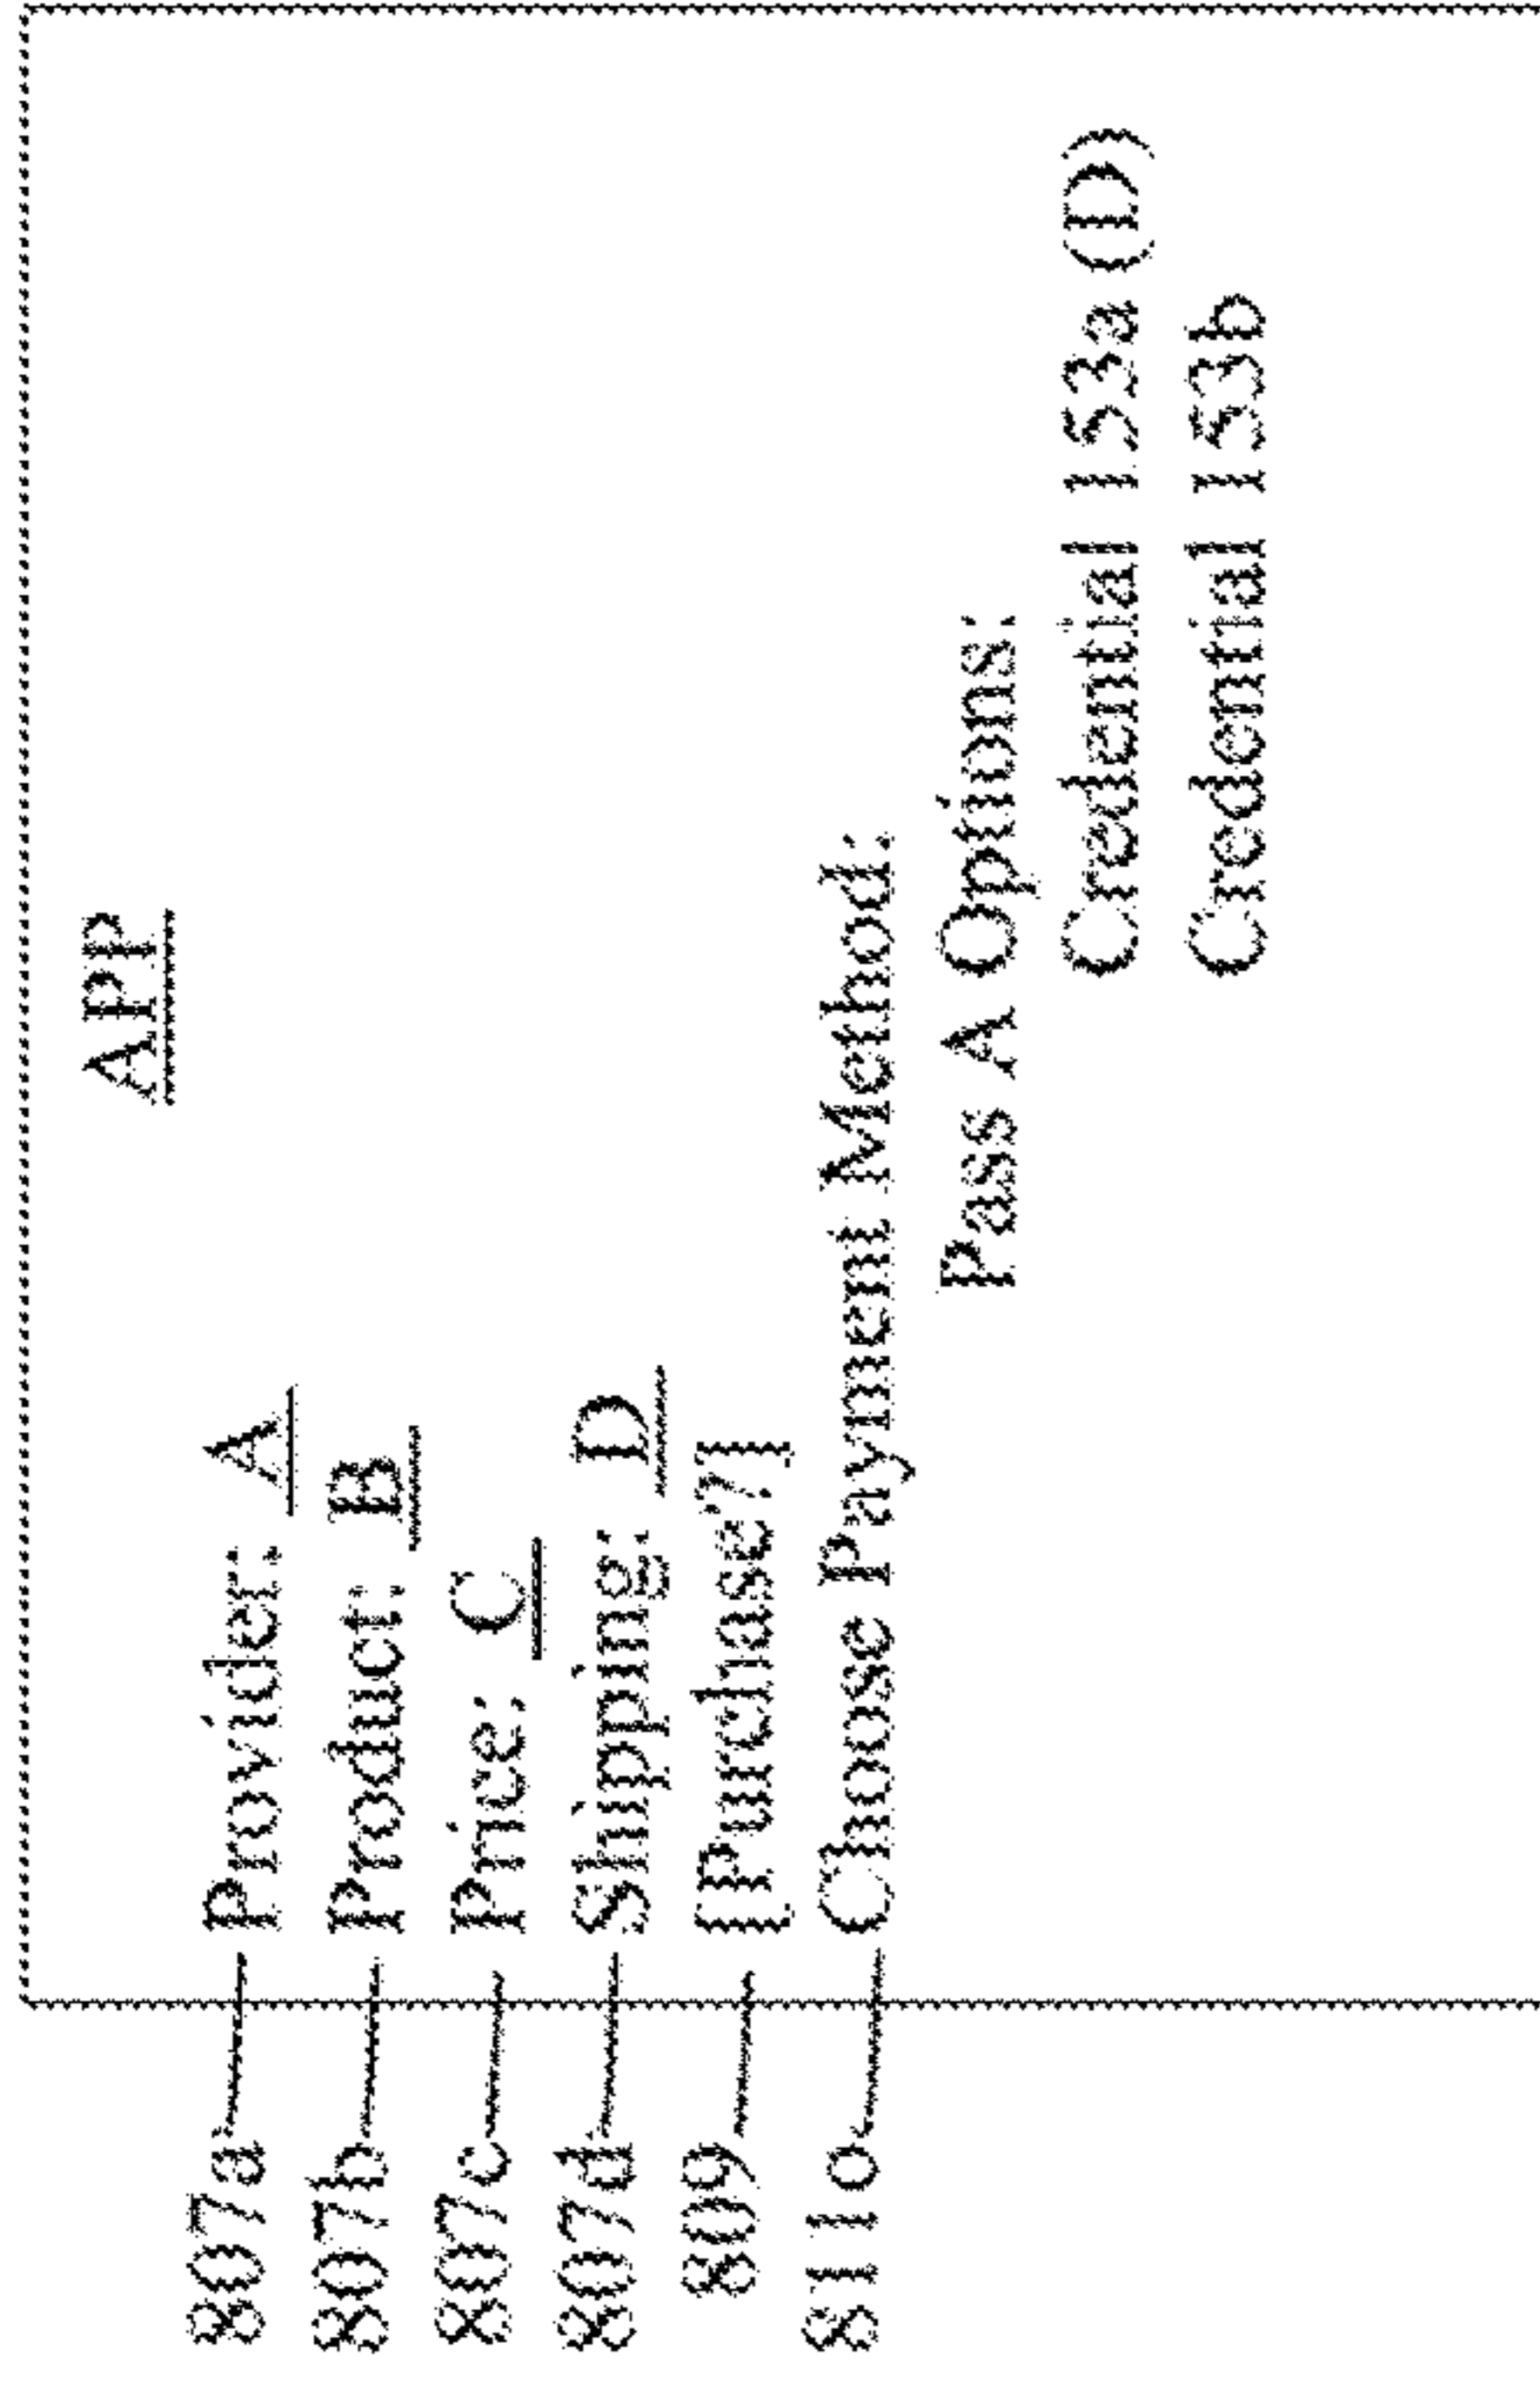 APP
807a Provider: A
807b Product: B
807c Price: C
807d Shipping: D
809 [Purchase?]
811o Choose Payment Method:
Pass A Options:
Credential 153a (D)
Credential 153b